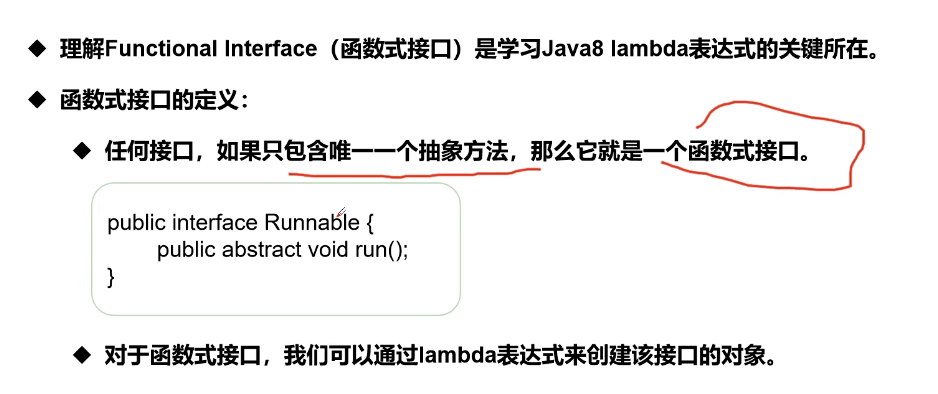 理解Functional Interface（函数式接口）是学习Java8 lambda表达式的关键所在。
函数式接口的定义：
任何接口，如果只包含唯一一个抽象方法，那么它就是一个函数式接口。
public interface Runnable {
public abstract void run();
}
对于函数式接口，我们可以通过lambda表达式来创建该接口的对象。